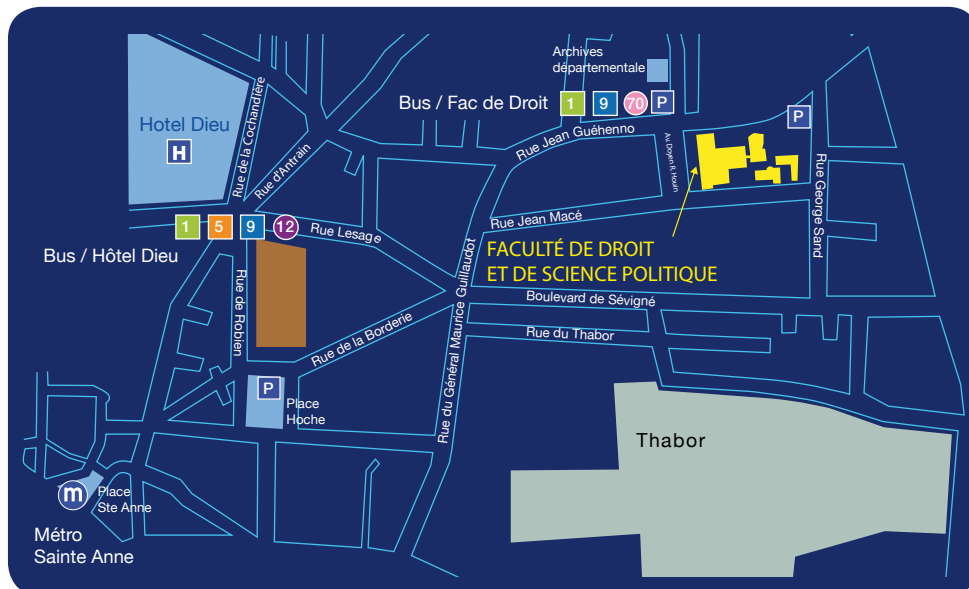 Archives
départementale
Bus / Fac de Droit
1
9
70
P
P
Hotel Dieu
H
Rue de la Cochandière
Rue d'Antrain
Rue Jean Guéhenno
Av. Doyen R. Houin
Rue George Sand
1
5
9
12
Bus / Hôtel Dieu
Rue Lesage
Rue Jean Macé
FACULTÉ DE DROIT
ET DE SCIENCE POLITIQUE
Rue de Robien
Rue de la Borderie
Rue du Général Maurice Guillaudot
Boulevard de Sévigné
Rue du Thabor
P
Place
Hoche
Thabor
m
Place
Ste Anne
Métro
Sainte Anne